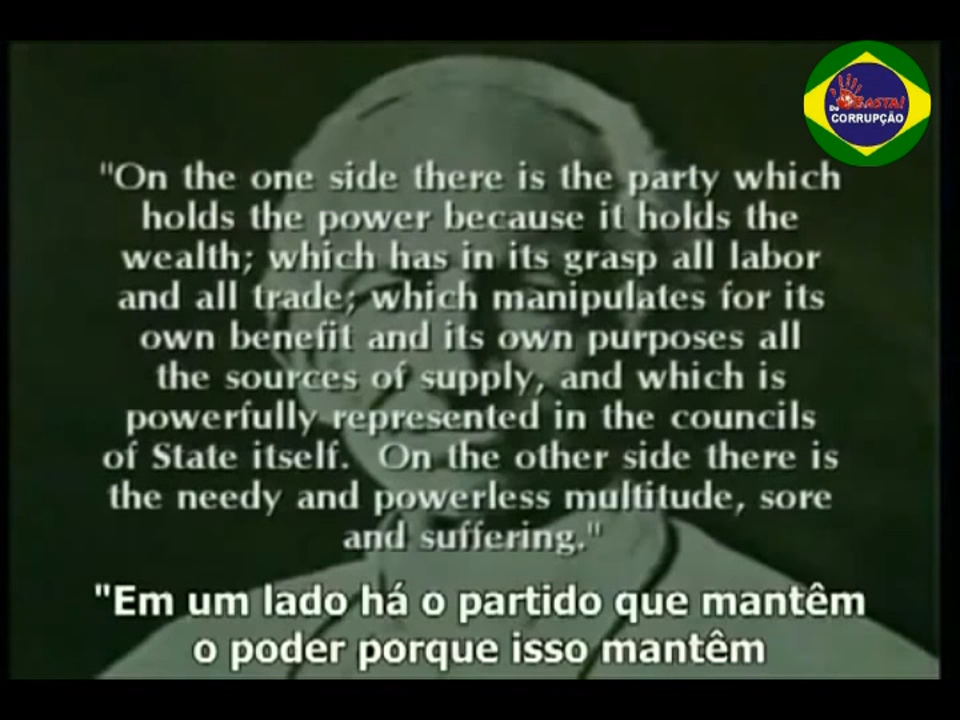 De BASTA!
CORRUPÇÃO
"On the one side there is the party which
holds the power because it holds the
wealth; which has in its grasp all labor
and all trade; which manipulates for its
own benefit and its own purposes all
the sources of supply, and which is
powerfully represented in the councils
of State itself. On the other side there is
the needy and powerless multitude, sore
and suffering."
"Em um lado há o partido que mantêm
o poder porque isso mantêm